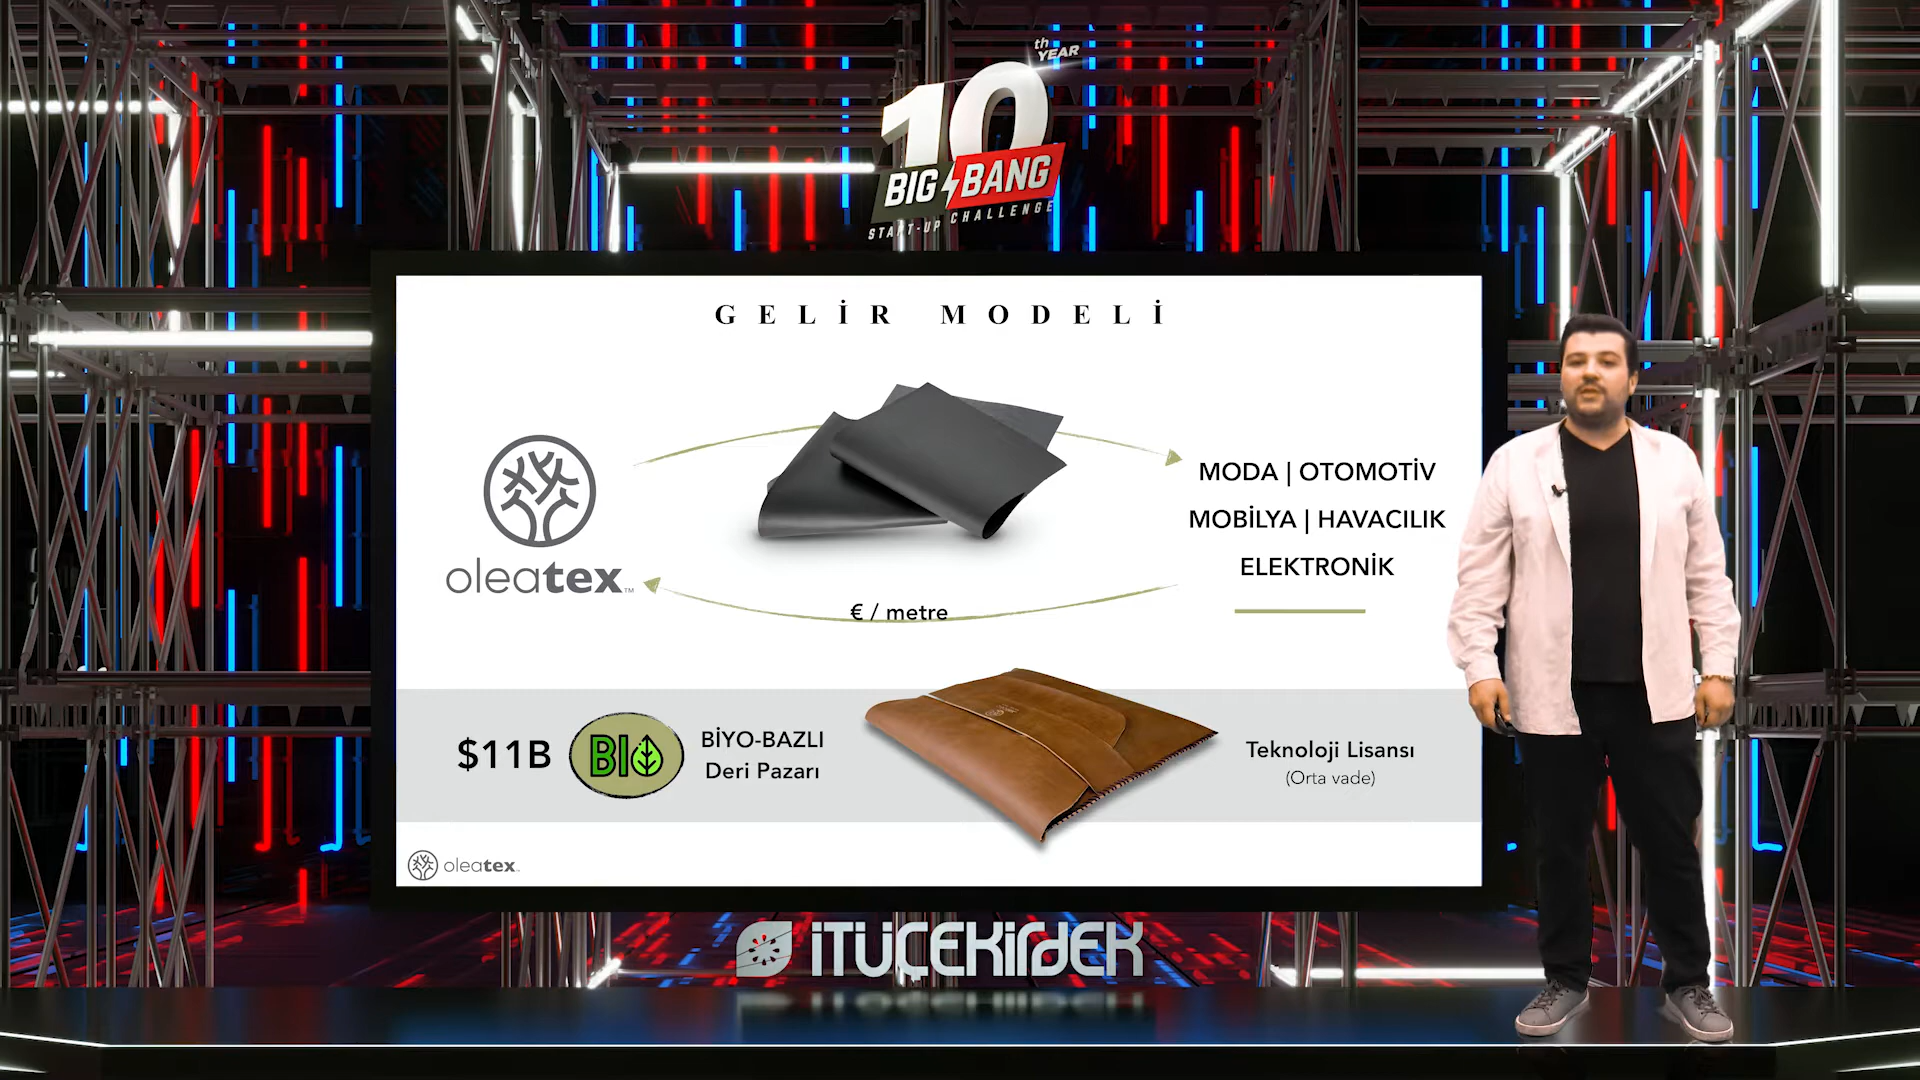 10
th
YEAR
BIG BANG
START-UP CHALLENGE
GELİR MODELİ
oleatex™
MODA | OTOMOTİV
MOBİLYA | HAVACILIK
ELEKTRONİK
€ / metre
$11B
BIO
BİYO-BAZLI
Deri Pazarı
Teknoloji Lisansı
(Orta vade)
oleatex
İTÜÇEKİRDEK